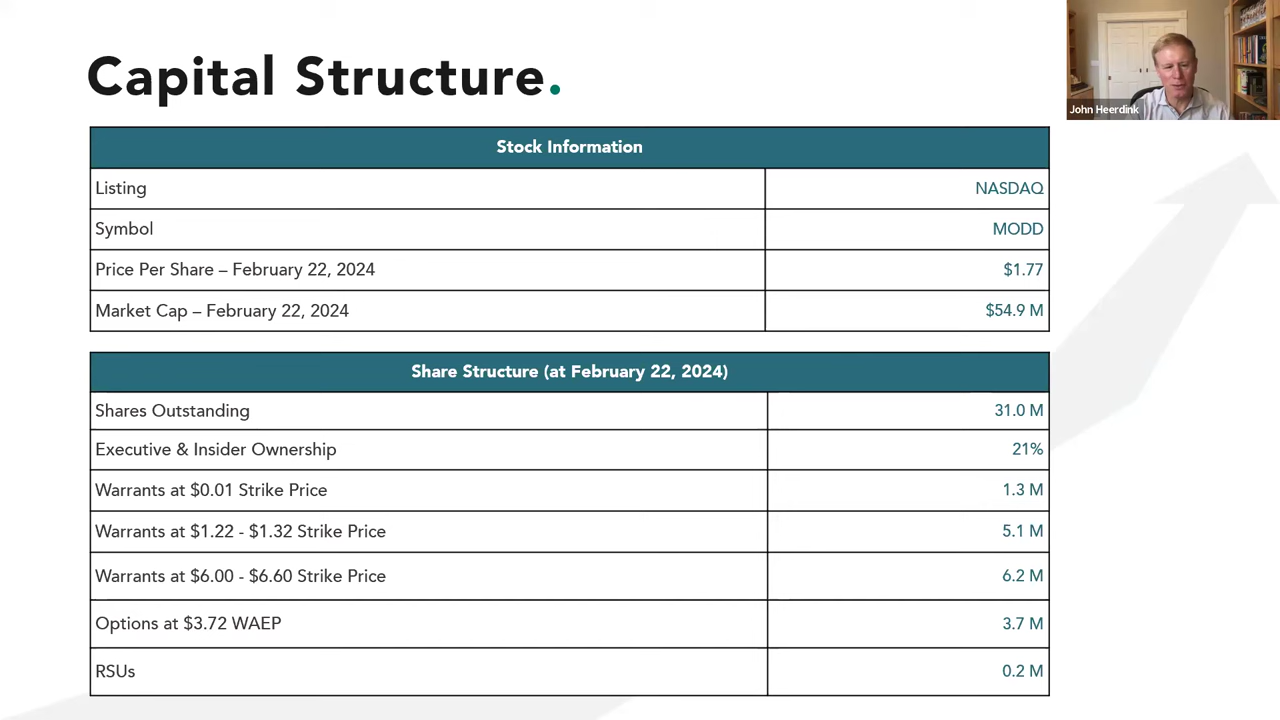 Capital Structure.
John Heerdink
Stock Information
Listing NASDAQ
Symbol MODD
Price Per Share – February 22, 2024 $1.77
Market Cap – February 22, 2024 $54.9 M
Share Structure (at February 22, 2024)
Shares Outstanding 31.0 M
Executive & Insider Ownership 21%
Warrants at $0.01 Strike Price 1.3 M
Warrants at $1.22 - $1.32 Strike Price 5.1 M
Warrants at $6.00 - $6.60 Strike Price 6.2 M
Options at $3.72 WAEP 3.7 M
RSUs 0.2 M